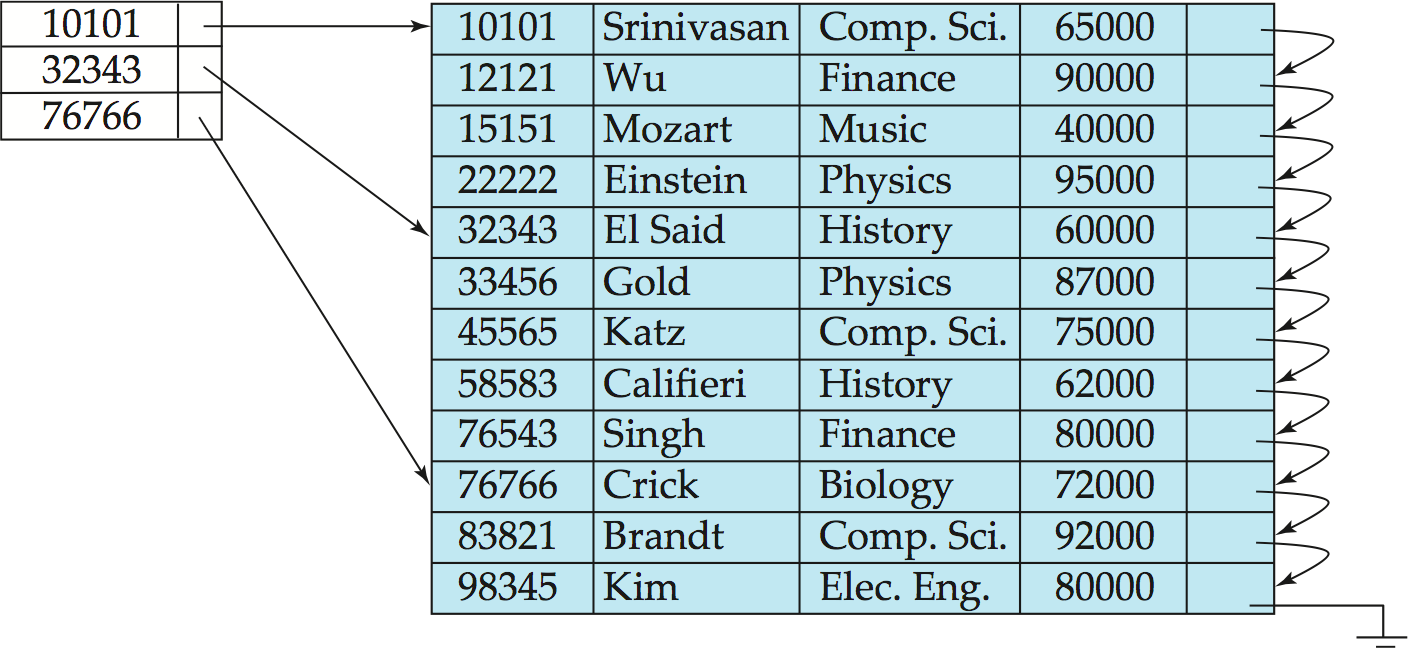 10101
32343
76766
10101 Srinivasan Comp. Sci. 65000
12121 Wu Finance 90000
15151 Mozart Music 40000
22222 Einstein Physics 95000
32343 El Said History 60000
33456 Gold Physics 87000
45565 Katz Comp. Sci. 75000
58583 Califieri History 62000
76543 Singh Finance 80000
76766 Crick Biology 72000
83821 Brandt Comp. Sci. 92000
98345 Kim Elec. Eng. 80000